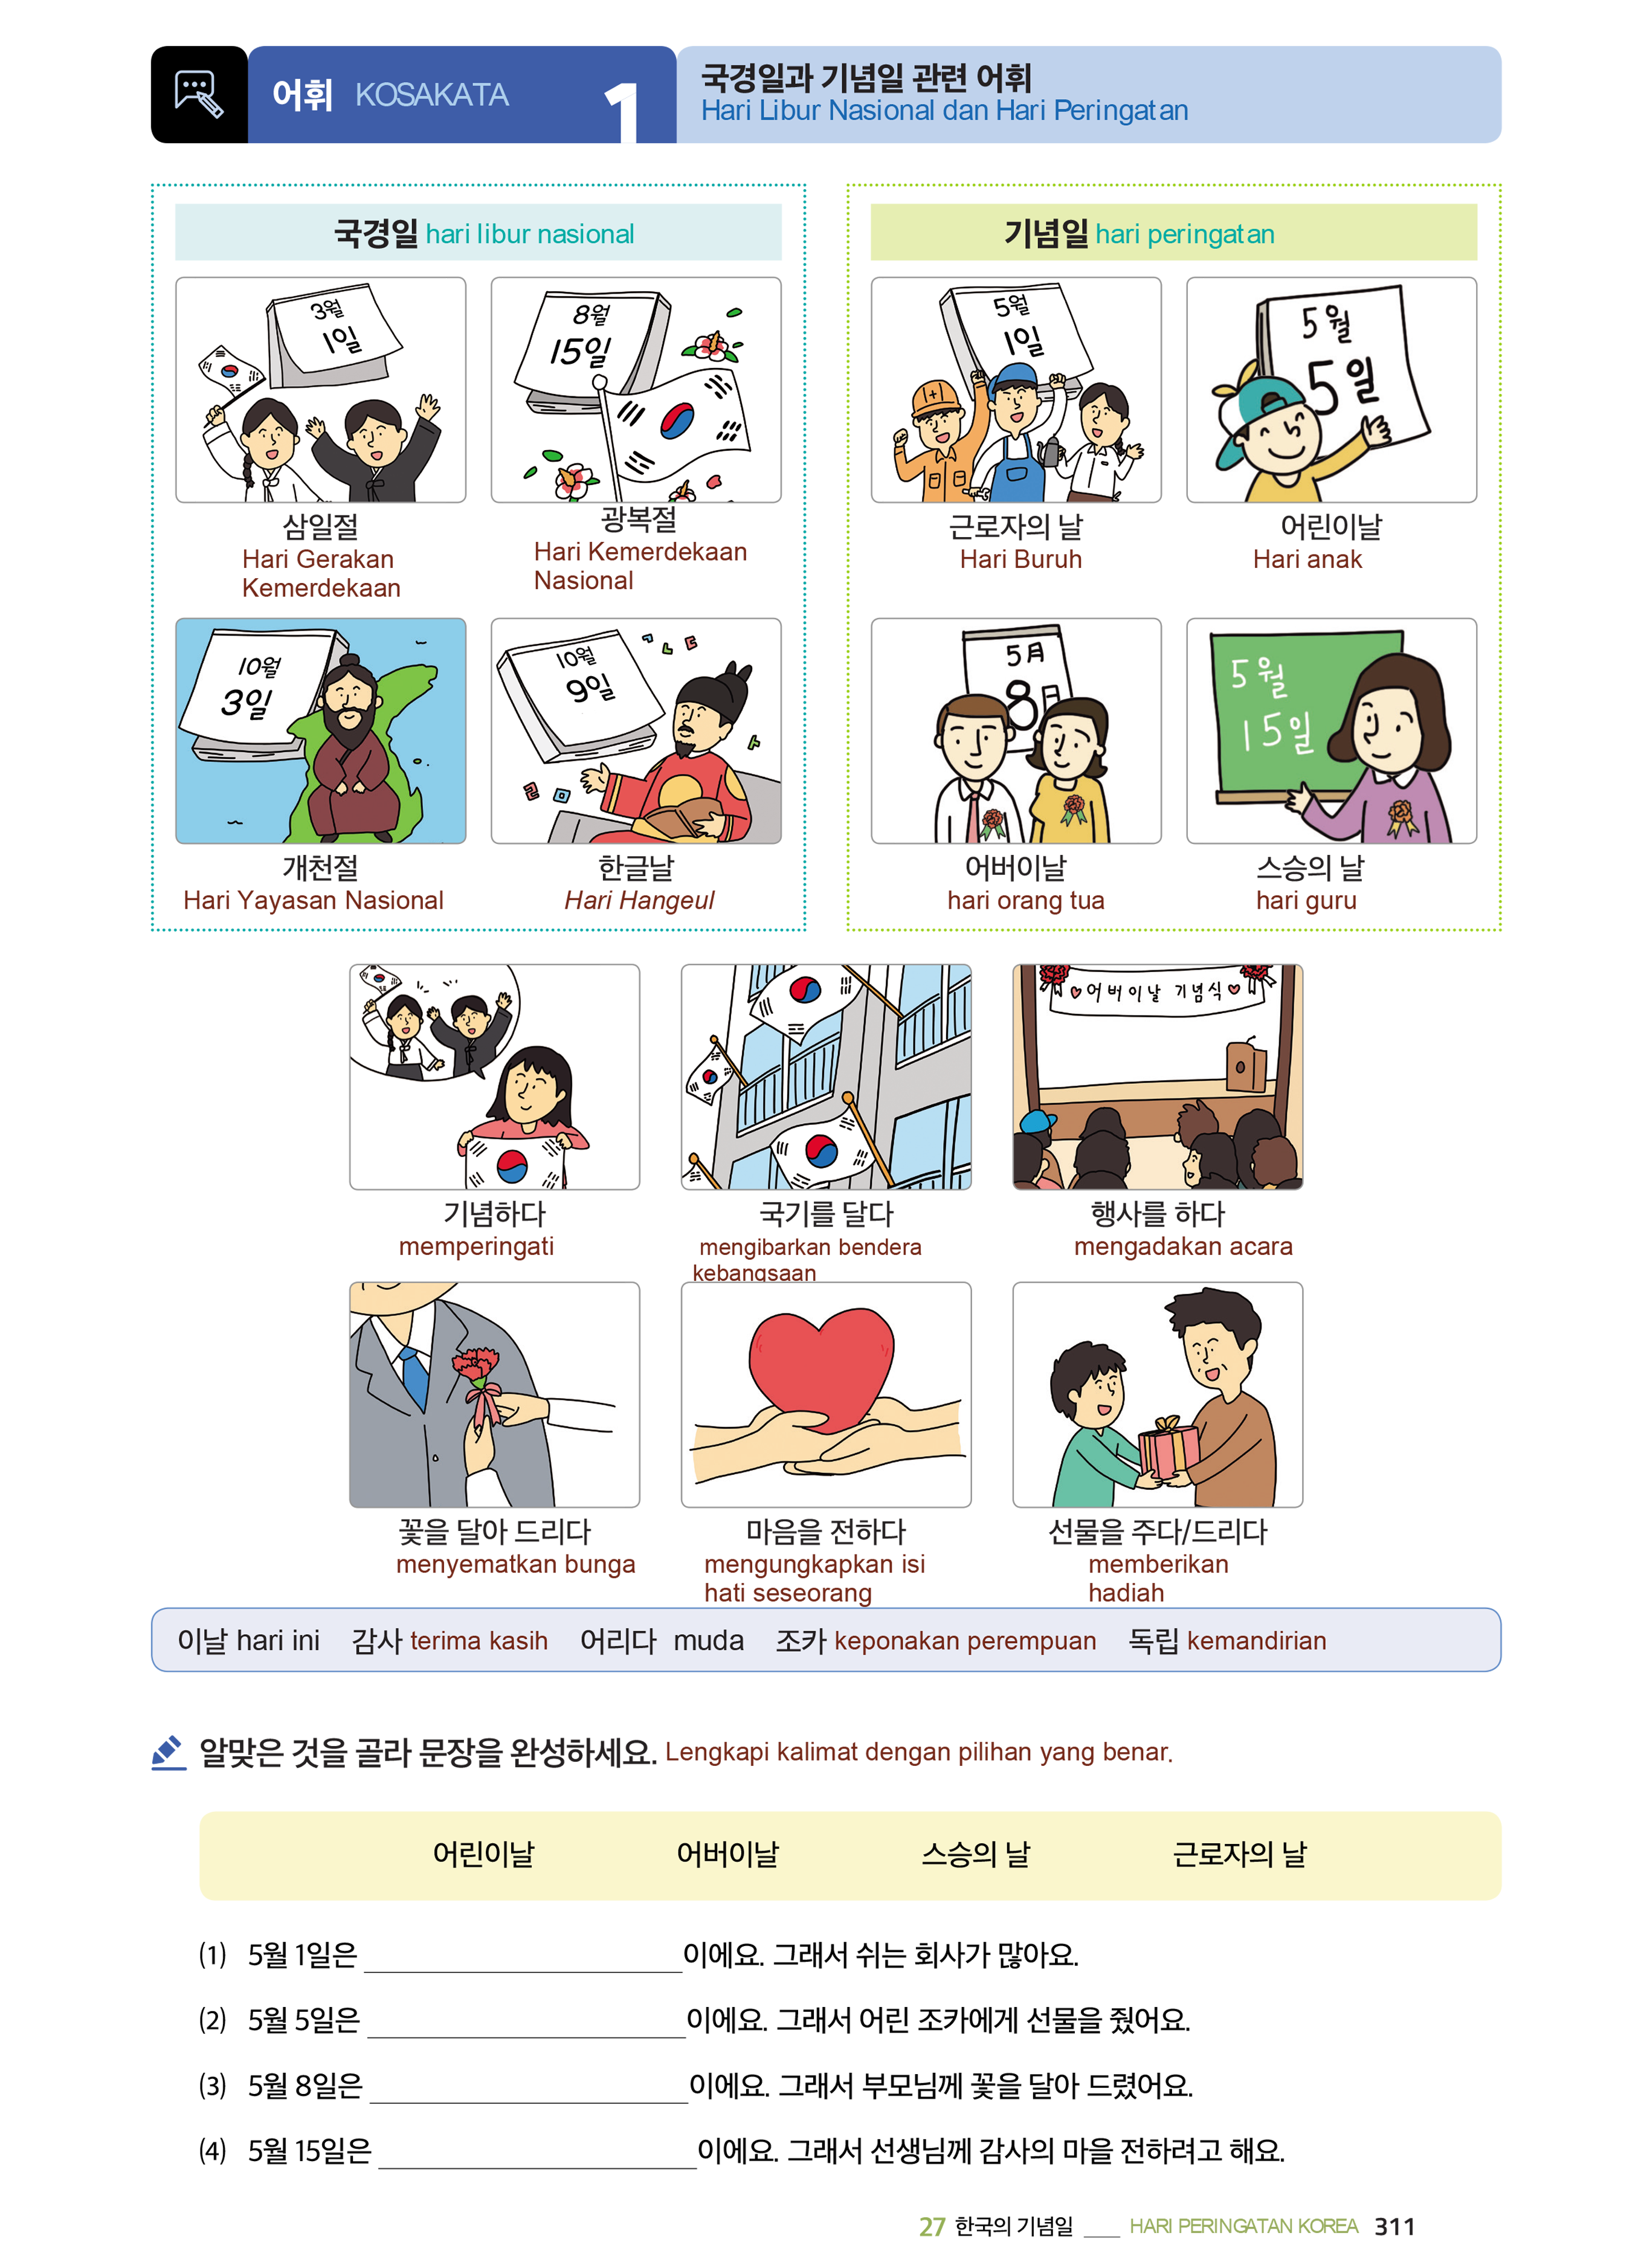 어휘 KOSAKATA 1
국경일과 기념일 관련 어휘
Hari Libur Nasional dan Hari Peringatan
국경일 hari libur nasional
3월
1일
8월
15일
삼일절
Hari Gerakan
Kemerdekaan
광복절
Hari Kemerdekaan
Nasional
10월
3일
10월
9일
ㄱ ㄴ ㄷ
ㅏ
ㄹ ㅁ
개천절
Hari Yayasan Nasional
한글날
Hari Hangeul
기념일 hari peringatan
5월
1일
5월
5일
근로자의 날
Hari Buruh
어린이날
Hari anak
5月
8日
5월
15일
어버이날
hari orang tua
스승의 날
hari guru
♡어버이날 기념식♡
기념하다
memperingati
국기를 달다
mengibarkan bendera
kebangsaan
행사를 하다
mengadakan acara
꽃을 달아 드리다
menyematkan bunga
마음을 전하다
mengungkapkan isi
hati seseorang
선물을 주다/드리다
memberikan
hadiah
이날 hari ini 감사 terima kasih 어리다 muda 조카 keponakan perempuan 독립 kemandirian
알맞은 것을 골라 문장을 완성하세요. Lengkapi kalimat dengan pilihan yang benar.
어린이날 어버이날 스승의 날 근로자의 날
(1) 5월 1일은 ____________________이에요. 그래서 쉬는 회사가 많아요.
(2) 5월 5일은 ____________________이에요. 그래서 어린 조카에게 선물을 줬어요.
(3) 5월 8일은 ____________________이에요. 그래서 부모님께 꽃을 달아 드렸어요.
(4) 5월 15일은 ____________________이에요. 그래서 선생님께 감사의 마을 전하려고 해요.
27 한국의 기념일 ___ HARI PERINGATAN KOREA 311